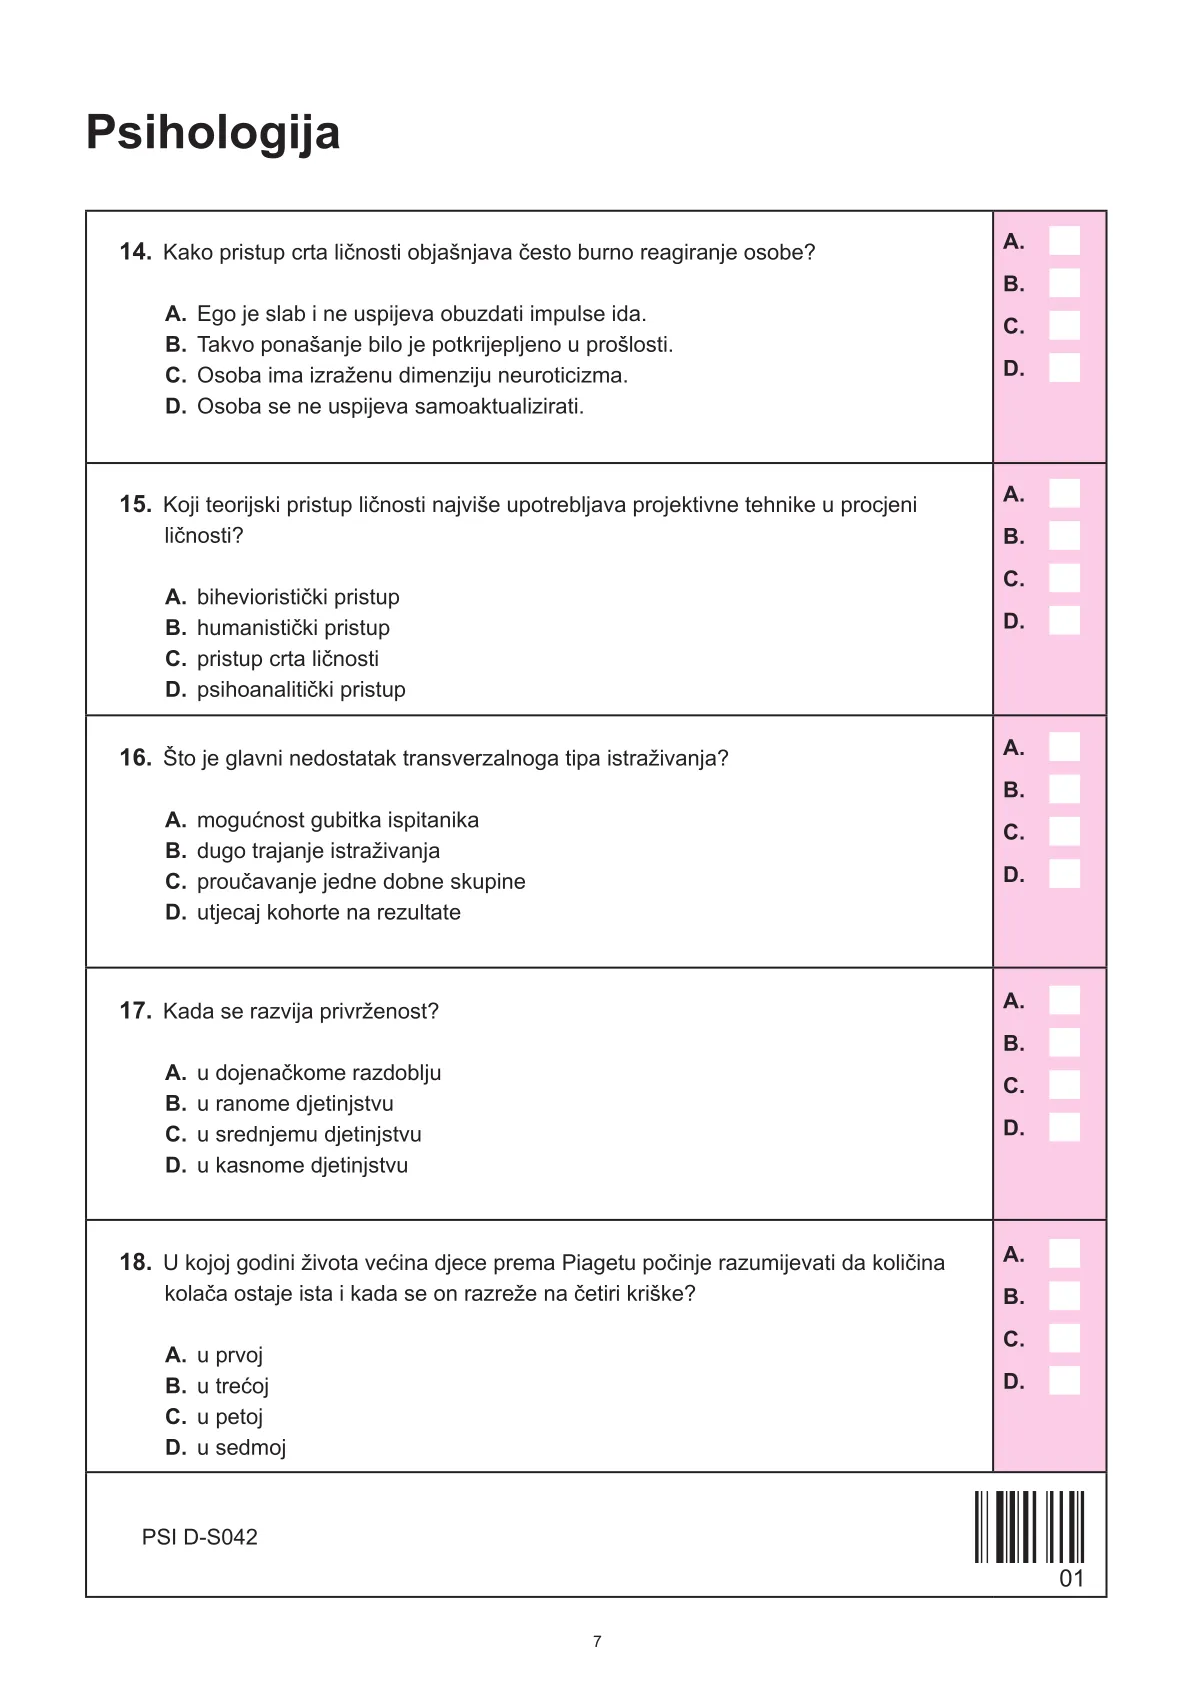 Psihologija
14. Kako pristup crta ličnosti objašnjava često burno reagiranje osobe?
A. Ego je slab i ne uspijeva obuzdati impulse ida.
B. Takvo ponašanje bilo je potkrijepljeno u prošlosti.
C. Osoba ima izraženu dimenziju neuroticizma.
D. Osoba se ne uspijeva samoaktualizirati.
A.
B.
C.
D.
15. Koji teorijski pristup ličnosti najviše upotrebljava projektivne tehnike u procjeni
ličnosti?
A. bihevioristički pristup
B. humanistički pristup
C. pristup crta ličnosti
D. psihoanalitički pristup
A.
B.
C.
D.
16. Što je glavni nedostatak transverzalnoga tipa istraživanja?
A. mogućnost gubitka ispitanika
B. dugo trajanje istraživanja
C. proučavanje jedne dobne skupine
D. utjecaj kohorte na rezultate
A.
B.
C.
D.
17. Kada se razvija privrženost?
A. u dojenačkome razdoblju
B. u ranome djetinjstvu
C. u srednjemu djetinjstvu
D. u kasnome djetinjstvu
A.
B.
C.
D.
18. U kojoj godini života većina djece prema Piagetu počinje razumijevati da količina
kolača ostaje ista i kada se on razreže na četiri kriške?
A. u prvoj
B. u trećoj
C. u petoj
D. u sedmoj
A.
B.
C.
D.
PSI D-S042
01
7